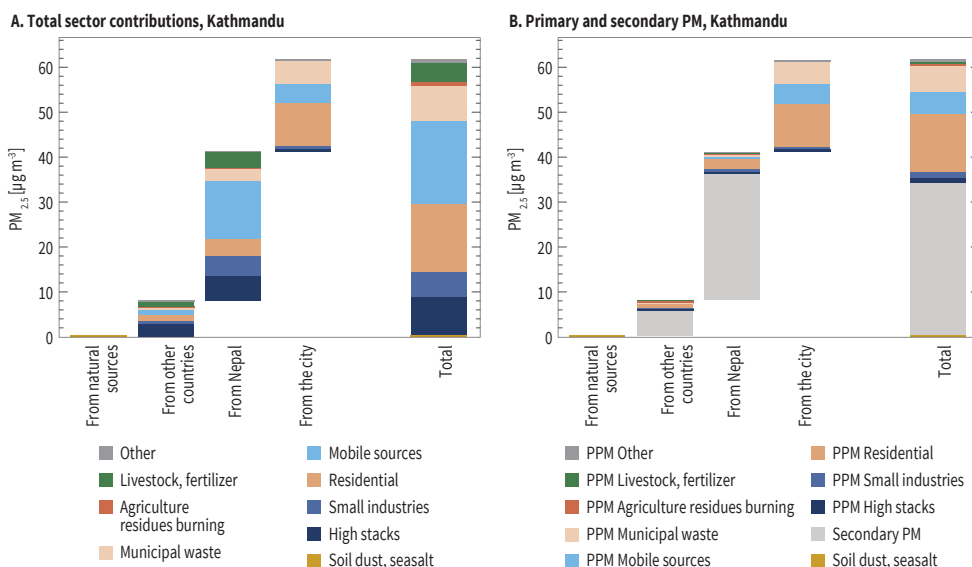 A. Total sector contributions, Kathmandu
PM 2.5 [µg m-3]
60
50
40
30
20
10
0
From natural
sources
From other
countries
From Nepal
From the city
Total
Other
Livestock, fertilizer
Agriculture
residues burning
Municipal waste
Mobile sources
Residential
Small industries
High stacks
Soil dust, seasalt
B. Primary and secondary PM, Kathmandu
PM 2.5 [µg m-3]
60
50
40
30
20
10
0
From natural
sources
From other
countries
From Nepal
From the city
Total
PPM Other
PPM Livestock, fertilizer
PPM Agriculture residues burning
PPM Municipal waste
PPM Mobile sources
PPM Residential
PPM Small industries
PPM High stacks
Secondary PM
Soil dust, seasalt